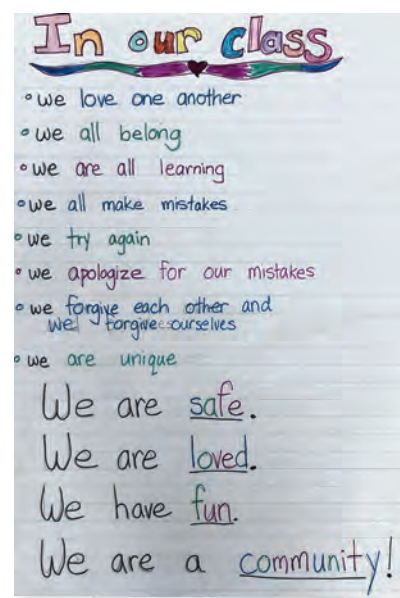 In our class
• we love one another
• we all belong
• we are all learning
• we all make mistakes
• we try again
• we apologize for our mistakes
• we forgive each other and
we forgive ourselves
• we are unique
We are safe.
We are loved.
We have fun.
We are a community!